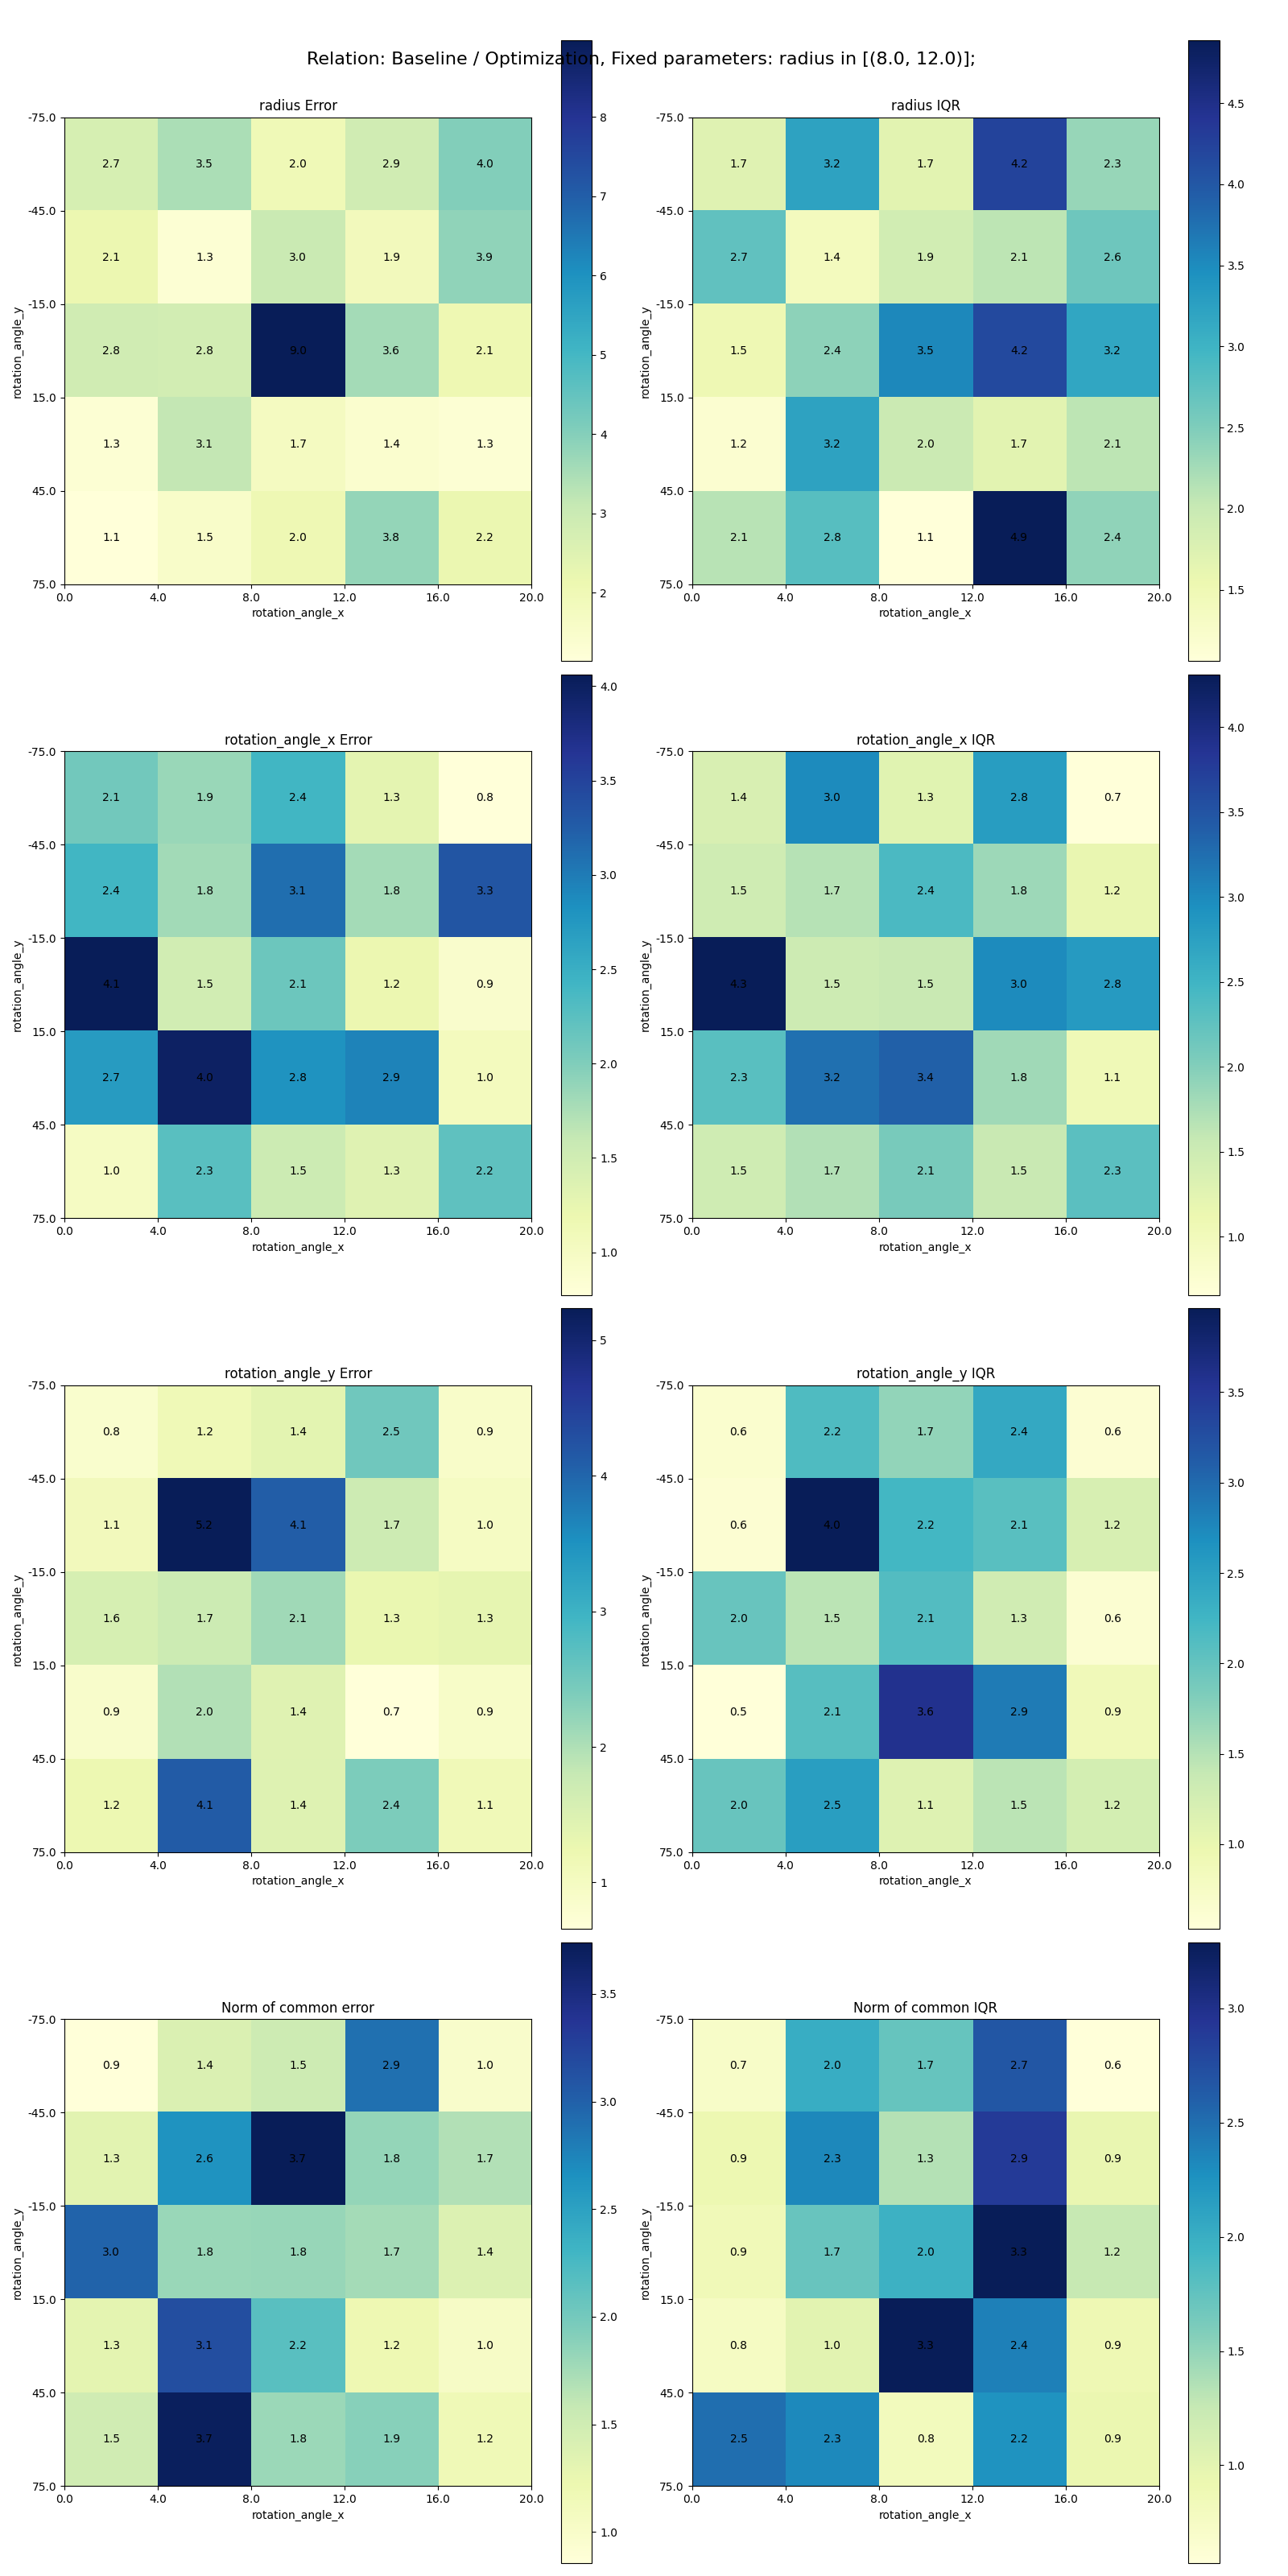 Relation: Baseline / Optimization, Fixed parameters: radius in [(8.0, 12.0)];
radius Error
radius IQR
-75.0 2.7 3.5 2.0 2.9 4.0
-45.0 2.1 1.3 3.0 1.9 3.9
-15.0 2.8 2.8 9.0 3.6 2.1
15.0 1.3 3.1 1.7 1.4 1.3
45.0 1.1 1.5 2.0 3.8 2.2
75.0
0.0 4.0 8.0 12.0 16.0 20.0
rotation_angle_x
rotation_angle_y
8
7
6
5
4
3
2
-75.0 1.7 3.2 1.7 4.2 2.3
-45.0 2.7 1.4 1.9 2.1 2.6
-15.0 1.5 2.4 3.5 4.2 3.2
15.0 1.2 3.2 2.0 1.7 2.1
45.0 2.1 2.8 1.1 4.9 2.4
75.0
0.0 4.0 8.0 12.0 16.0 20.0
rotation_angle_x
rotation_angle_y
4.5
4.0
3.5
3.0
2.5
2.0
1.5
rotation_angle_x Error
rotation_angle_x IQR
-75.0 2.1 1.9 2.4 1.3 0.8
-45.0 2.4 1.8 3.1 1.8 3.3
-15.0 4.1 1.5 2.1 1.2 0.9
15.0 2.7 4.0 2.8 2.9 1.0
45.0 1.0 2.3 1.5 1.3 2.2
75.0
0.0 4.0 8.0 12.0 16.0 20.0
rotation_angle_x
rotation_angle_y
4.0
3.5
3.0
2.5
2.0
1.5
1.0
-75.0 1.4 3.0 1.3 2.8 0.7
-45.0 1.5 1.7 2.4 1.8 1.2
-15.0 4.3 1.5 1.5 3.0 2.8
15.0 2.3 3.2 3.4 1.8 1.1
45.0 1.5 1.7 2.1 1.5 2.3
75.0
0.0 4.0 8.0 12.0 16.0 20.0
rotation_angle_x
rotation_angle_y
4.0
3.5
3.0
2.5
2.0
1.5
1.0
rotation_angle_y Error
rotation_angle_y IQR
-75.0 0.8 1.2 1.4 2.5 0.9
-45.0 1.1 5.2 4.1 1.7 1.0
-15.0 1.6 1.7 2.1 1.3 1.3
15.0 0.9 2.0 1.4 0.7 0.9
45.0 1.2 4.1 1.4 2.4 1.1
75.0
0.0 4.0 8.0 12.0 16.0 20.0
rotation_angle_x
rotation_angle_y
5
4
3
2
1
-75.0 0.6 2.2 1.7 2.4 0.6
-45.0 0.6 4.0 2.2 2.1 1.2
-15.0 2.0 1.5 2.1 1.3 0.6
15.0 0.5 2.1 3.6 2.9 0.9
45.0 2.0 2.5 1.1 1.5 1.2
75.0
0.0 4.0 8.0 12.0 16.0 20.0
rotation_angle_x
rotation_angle_y
3.5
3.0
2.5
2.0
1.5
1.0
Norm of common error
Norm of common IQR
-75.0 0.9 1.4 1.5 2.9 1.0
-45.0 1.3 2.6 3.7 1.8 1.7
-15.0 3.0 1.8 1.8 1.7 1.4
15.0 1.3 3.1 2.2 1.2 1.0
45.0 1.5 3.7 1.8 1.9 1.2
75.0
0.0 4.0 8.0 12.0 16.0 20.0
rotation_angle_x
rotation_angle_y
3.5
3.0
2.5
2.0
1.5
1.0
-75.0 0.7 2.0 1.7 2.7 0.6
-45.0 0.9 2.3 1.3 2.9 0.9
-15.0 0.9 1.7 2.0 3.3 1.2
15.0 0.8 1.0 3.3 2.4 0.9
45.0 2.5 2.3 0.8 2.2 0.9
75.0
0.0 4.0 8.0 12.0 16.0 20.0
rotation_angle_x
rotation_angle_y
3.0
2.5
2.0
1.5
1.0